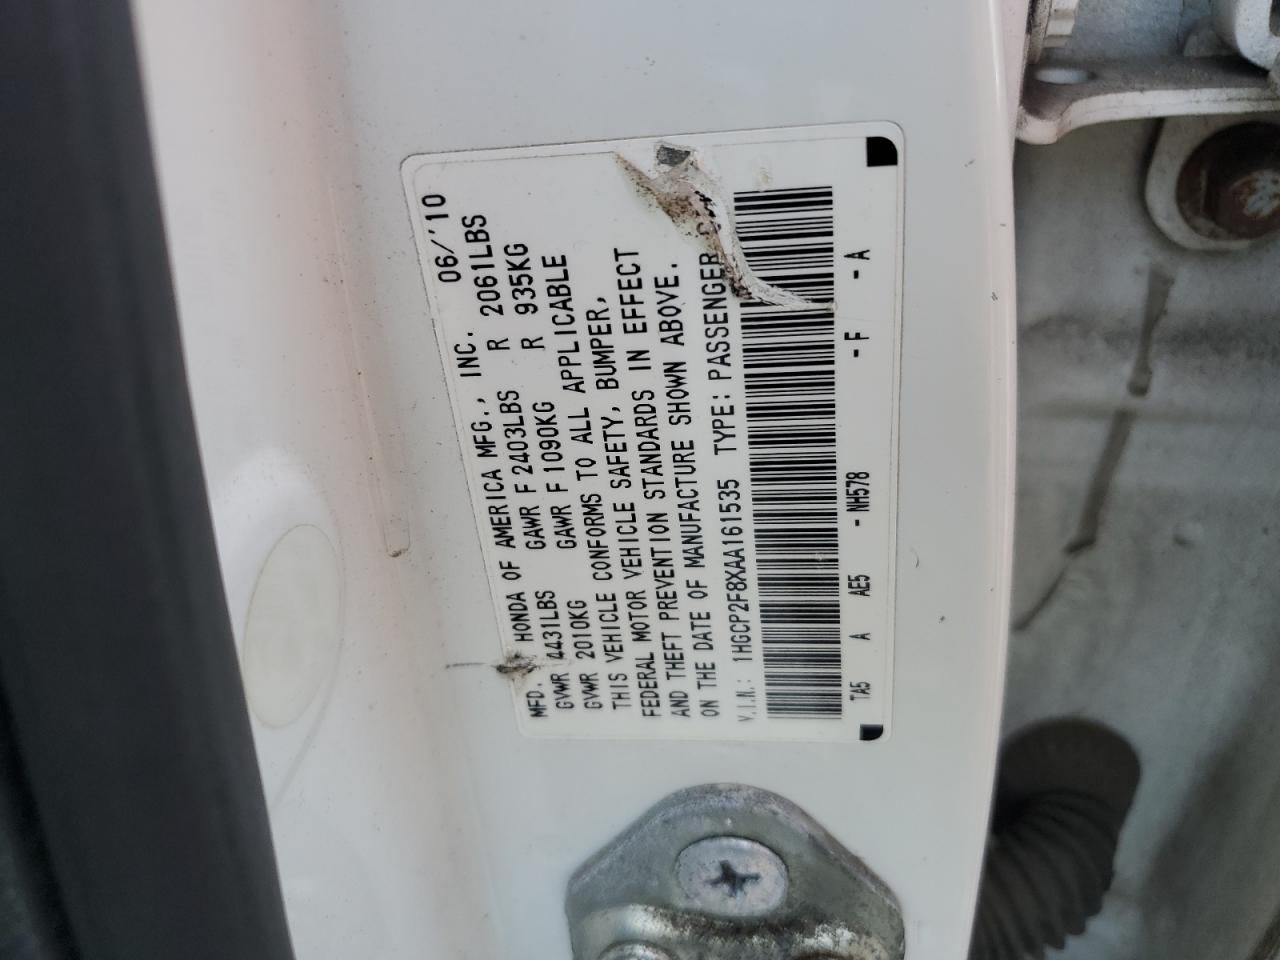 MFD. HONDA OF AMERICA MFG., INC. 06/'10
GVWR 4431LBS GAWR F 2403LBS R 2061LBS
GVWR 2010KG GAWR F 1090KG R 935KG
THIS VEHICLE CONFORMS TO ALL APPLICABLE
FEDERAL MOTOR VEHICLE SAFETY, BUMPER,
AND THEFT PREVENTION STANDARDS IN EFFECT
ON THE DATE OF MANUFACTURE SHOWN ABOVE.
V.I.N.: 1HGCP2F8XAA161535 TYPE: PASSENGER
TA5 A AE5 - NH578 - F - A